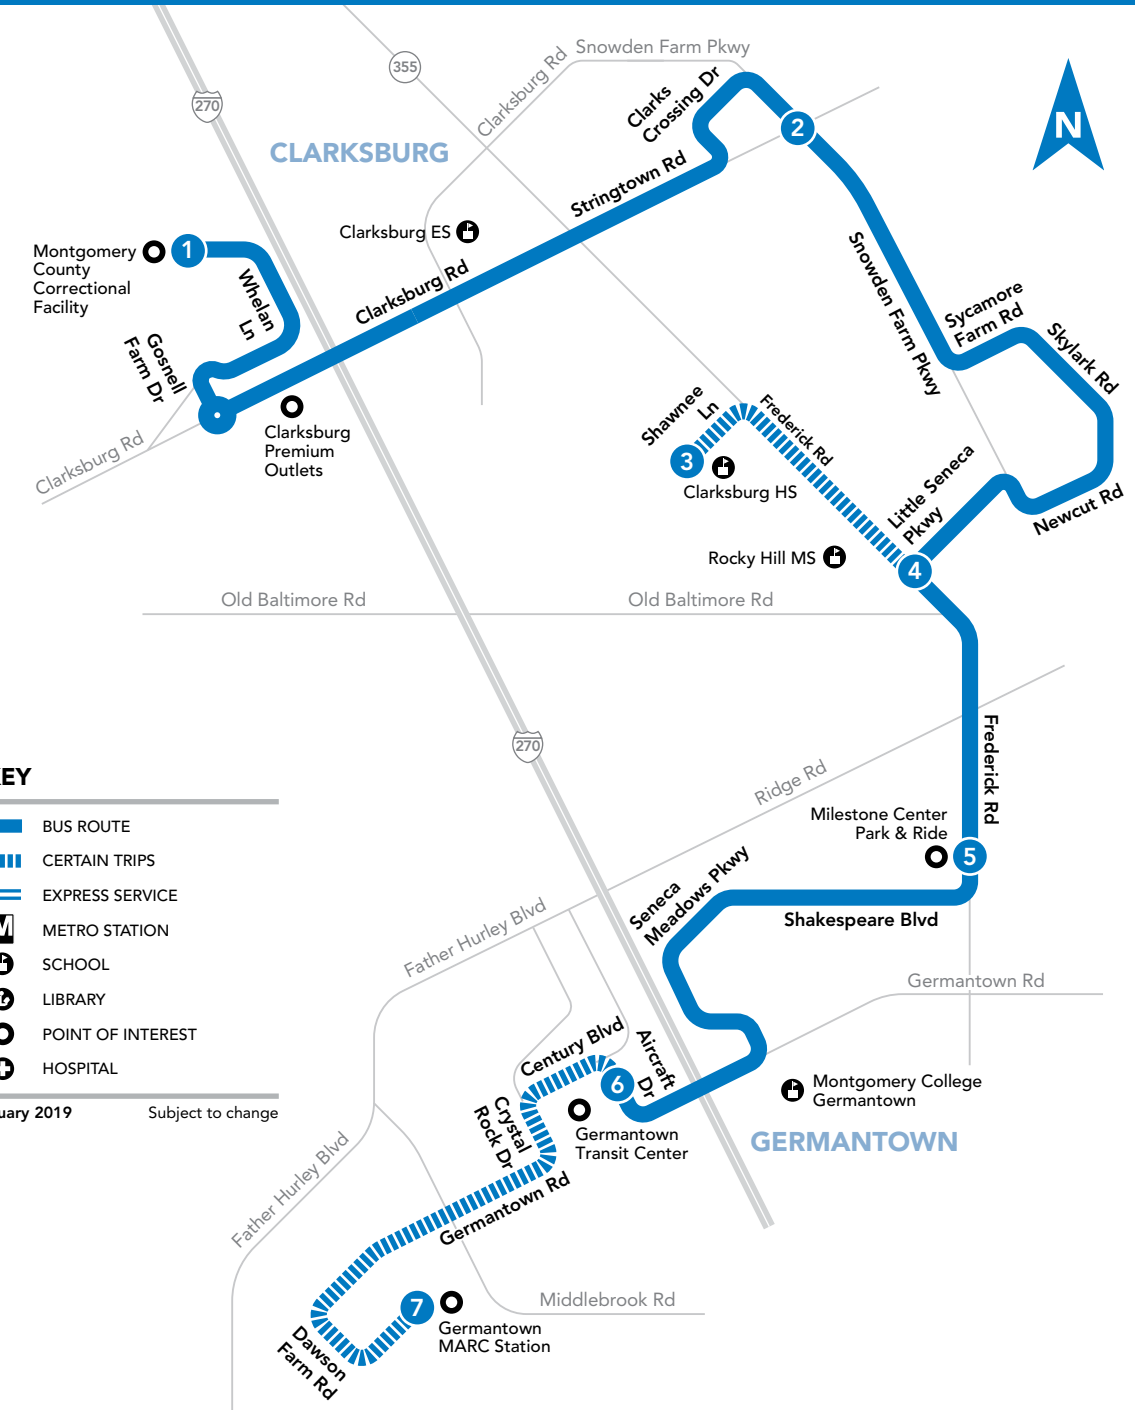 Snowden Farm Pkwy
355
270
Clarksburg Rd
Clarks
Crossing Dr
N
2
CLARKSBURG
Stringtown Rd
Clarksburg ES
1
Montgomery
County
Correctional
Facility
Whelan
Ln
Clarksburg Rd
Snowden Farm Pkwy
Sycamore
Farm Rd
Skylark Rd
Gosnell
Farm Dr
Shawnee
Ln
Frederick Rd
Clarksburg
Premium
Outlets
Clarksburg Rd
3
Clarksburg HS
Little Seneca
Pkwy
Newcut Rd
Rocky Hill MS
4
Old Baltimore Rd
Old Baltimore Rd
270
Frederick Rd
Ridge Rd
Milestone Center
Park & Ride
5
Seneca
Meadows Pkwy
Shakespeare Blvd
Father Hurley Blvd
Germantown Rd
EY
BUS ROUTE
CERTAIN TRIPS
EXPRESS SERVICE
M
METRO STATION
SCHOOL
LIBRARY
POINT OF INTEREST
HOSPITAL
uary 2019
Subject to change
Century Blvd
Aircraft
Dr
6
Crystal
Rock Dr
Germantown
Transit Center
Montgomery College
Germantown
GERMANTOWN
Father Hurley Blvd
Germantown Rd
Middlebrook Rd
7
Germantown
MARC Station
Dawson
Farm Rd